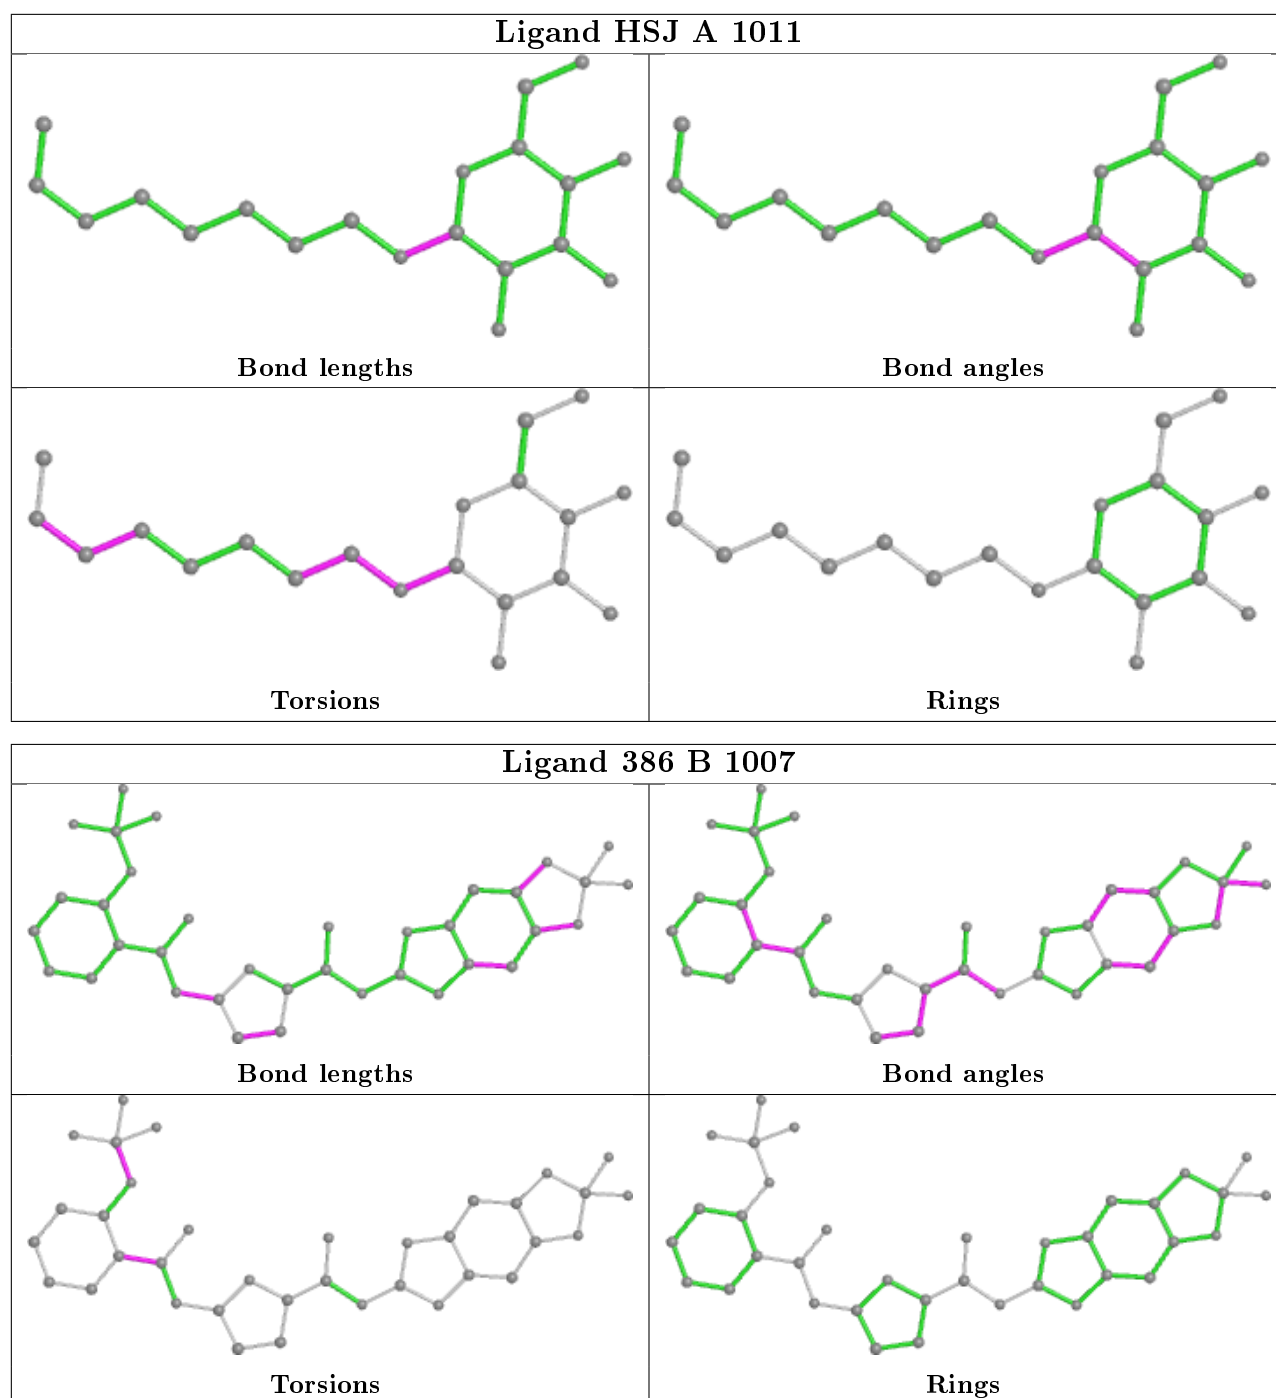 Ligand HSJ A 1011
Bond lengths
Bond angles
Torsions
Rings
Ligand 386 B 1007
Bond lengths
Bond angles
Torsions
Rings